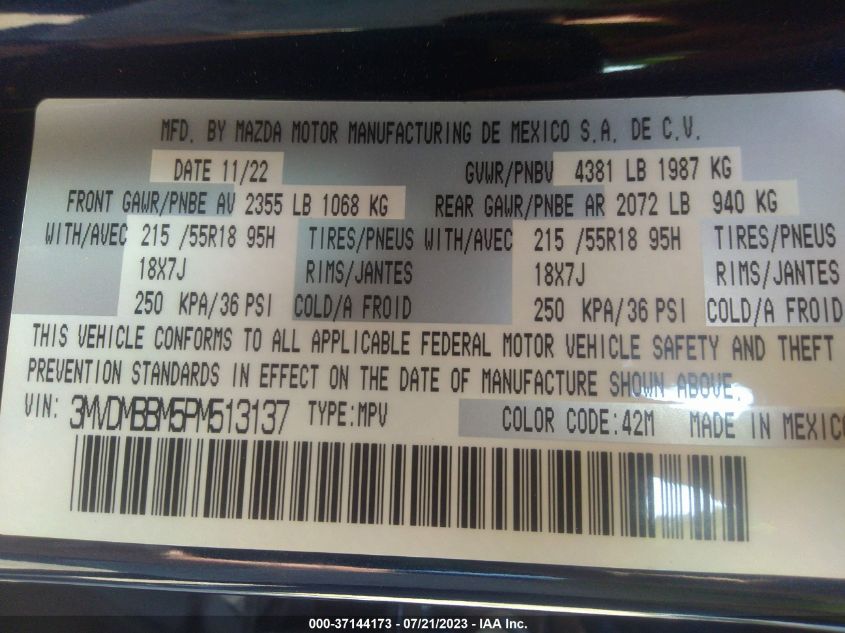 MFD. BY MAZDA MOTOR MANUFACTURING DE MEXICO S.A. DE C.V.
DATE 11/22 GVWR/PNBV 4381 LB 1987 KG
FRONT GAWR/PNBE AV 2355 LB 1068 KG REAR GAWR/PNBE AR 2072 LB 940 KG
WITH/AVEC 215 /55R18 95H TIRES/PNEUS WITH/AVEC 215 /55R18 95H TIRES/PNEUS
18X7J RIMS/JANTES 18X7J RIMS/JANTES
250 KPA/36 PSI COLD/A FROID 250 KPA/36 PSI COLD/A FROID
THIS VEHICLE CONFORMS TO ALL APPLICABLE FEDERAL MOTOR VEHICLE SAFETY AND THEFT
PREVENTION STANDARDS IN EFFECT ON THE DATE OF MANUFACTURE SHOWN ABOVE.
VIN: 3MVDMBBM5PM513137 TYPE:MPV COLOR CODE:42M MADE IN MEXICO
000-37144173 - 07/21/2023 - IAA Inc.